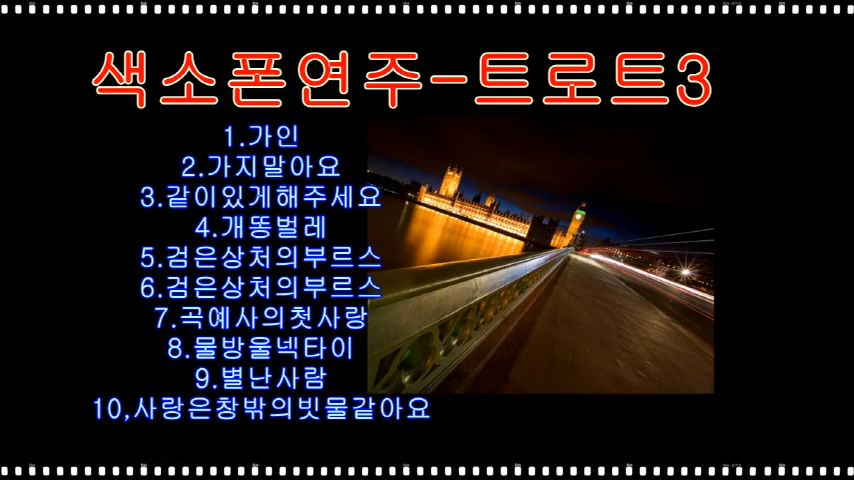 색소폰연주-트로트3
1.가인
2.가지말아요
3.같이있게해주세요
4.개똥벌레
5.검은상처의부르스
6.검은상처의부르스
7.곡예사의첫사랑
8.물방울넥타이
9.별난사람
10,사랑은창밖의빗물같아요